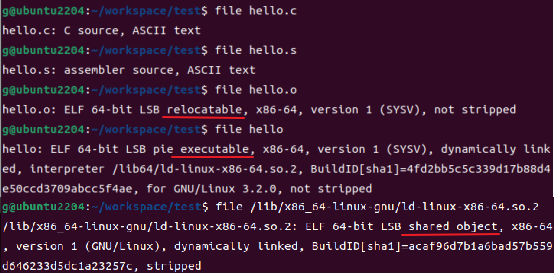 g@ubuntu2204:~/workspace/test$ file hello.c
hello.c: C source, ASCII text
g@ubuntu2204:~/workspace/test$ file hello.s
hello.s: assembler source, ASCII text
g@ubuntu2204:~/workspace/test$ file hello.o
hello.o: ELF 64-bit LSB relocatable, x86-64, version 1 (SYSV), not stripped
g@ubuntu2204:~/workspace/test$ file hello
hello: ELF 64-bit LSB pie executable, x86-64, version 1 (SYSV), dynamically link
ed, interpreter /lib64/ld-linux-x86-64.so.2, BuildID[sha1]=4fd2bb5c5c339d17b88d4
e50ccd3709abcc5f4ae, for GNU/Linux 3.2.0, not stripped
g@ubuntu2204:~/workspace/test$ file /lib/x86_64-linux-gnu/ld-linux-x86-64.so.2
/lib/x86_64-linux-gnu/ld-linux-x86-64.so.2: ELF 64-bit LSB shared object, x86-64
, version 1 (GNU/Linux), dynamically linked, BuildID[sha1]=acaf96d7b1a6bad57b559
d646233d5dc1a23257c, stripped